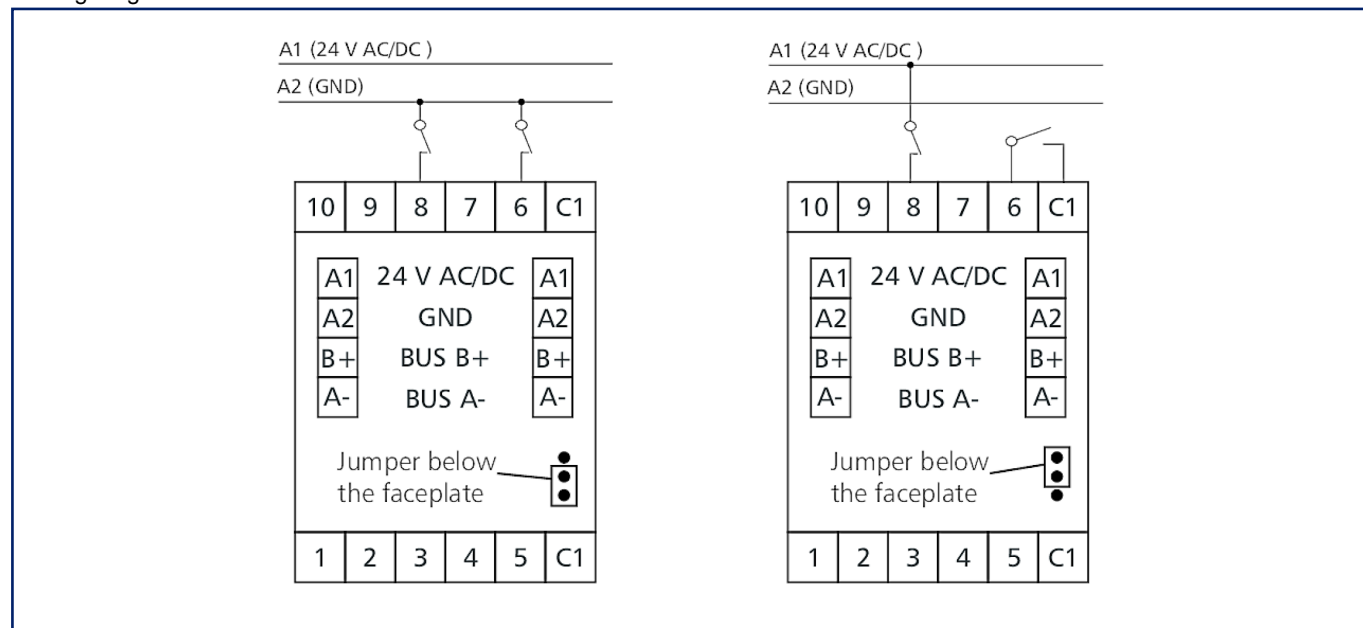 A1 (24 V AC/DC )
A2 (GND)
10 9 8 7 6 C1
A1 24 V AC/DC A1
A2 GND A2
B+ BUS B+ B+
A- BUS A- A-
Jumper below
the faceplate
1 2 3 4 5 C1
A1 (24 V AC/DC )
A2 (GND)
10 9 8 7 6 C1
A1 24 V AC/DC A1
A2 GND A2
B+ BUS B+ B+
A- BUS A- A-
Jumper below
the faceplate
1 2 3 4 5 C1